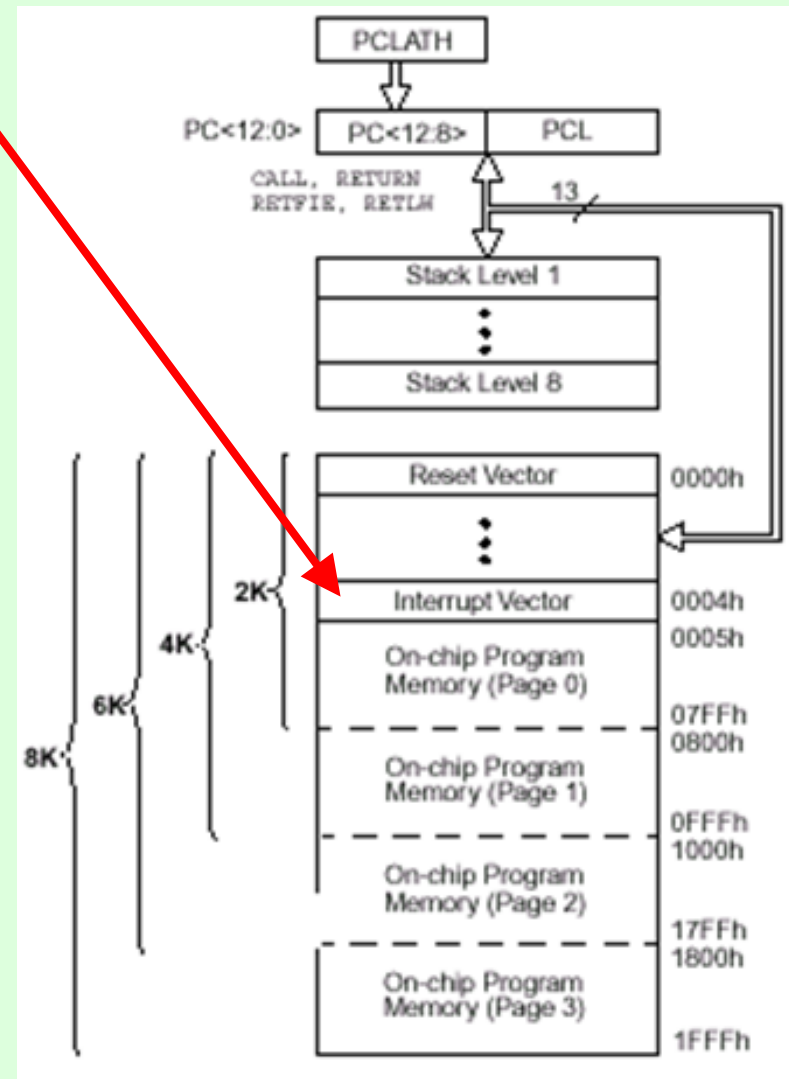 PCLATH
PC<12:0>
PC<12:8>
PCL
CALL, RETURN
RETFIE, RETLW
13
Stack Level 1
Stack Level 8
Reset Vector
0000h
2K
Interrupt Vector
0004h
0005h
4K
On-chip Program
Memory (Page 0)
6K
07FFh
0800h
8K
On-chip Program
Memory (Page 1)
0FFFh
1000h
On-chip Program
Memory (Page 2)
17FFh
1800h
On-chip Program
Memory (Page 3)
1FFFh